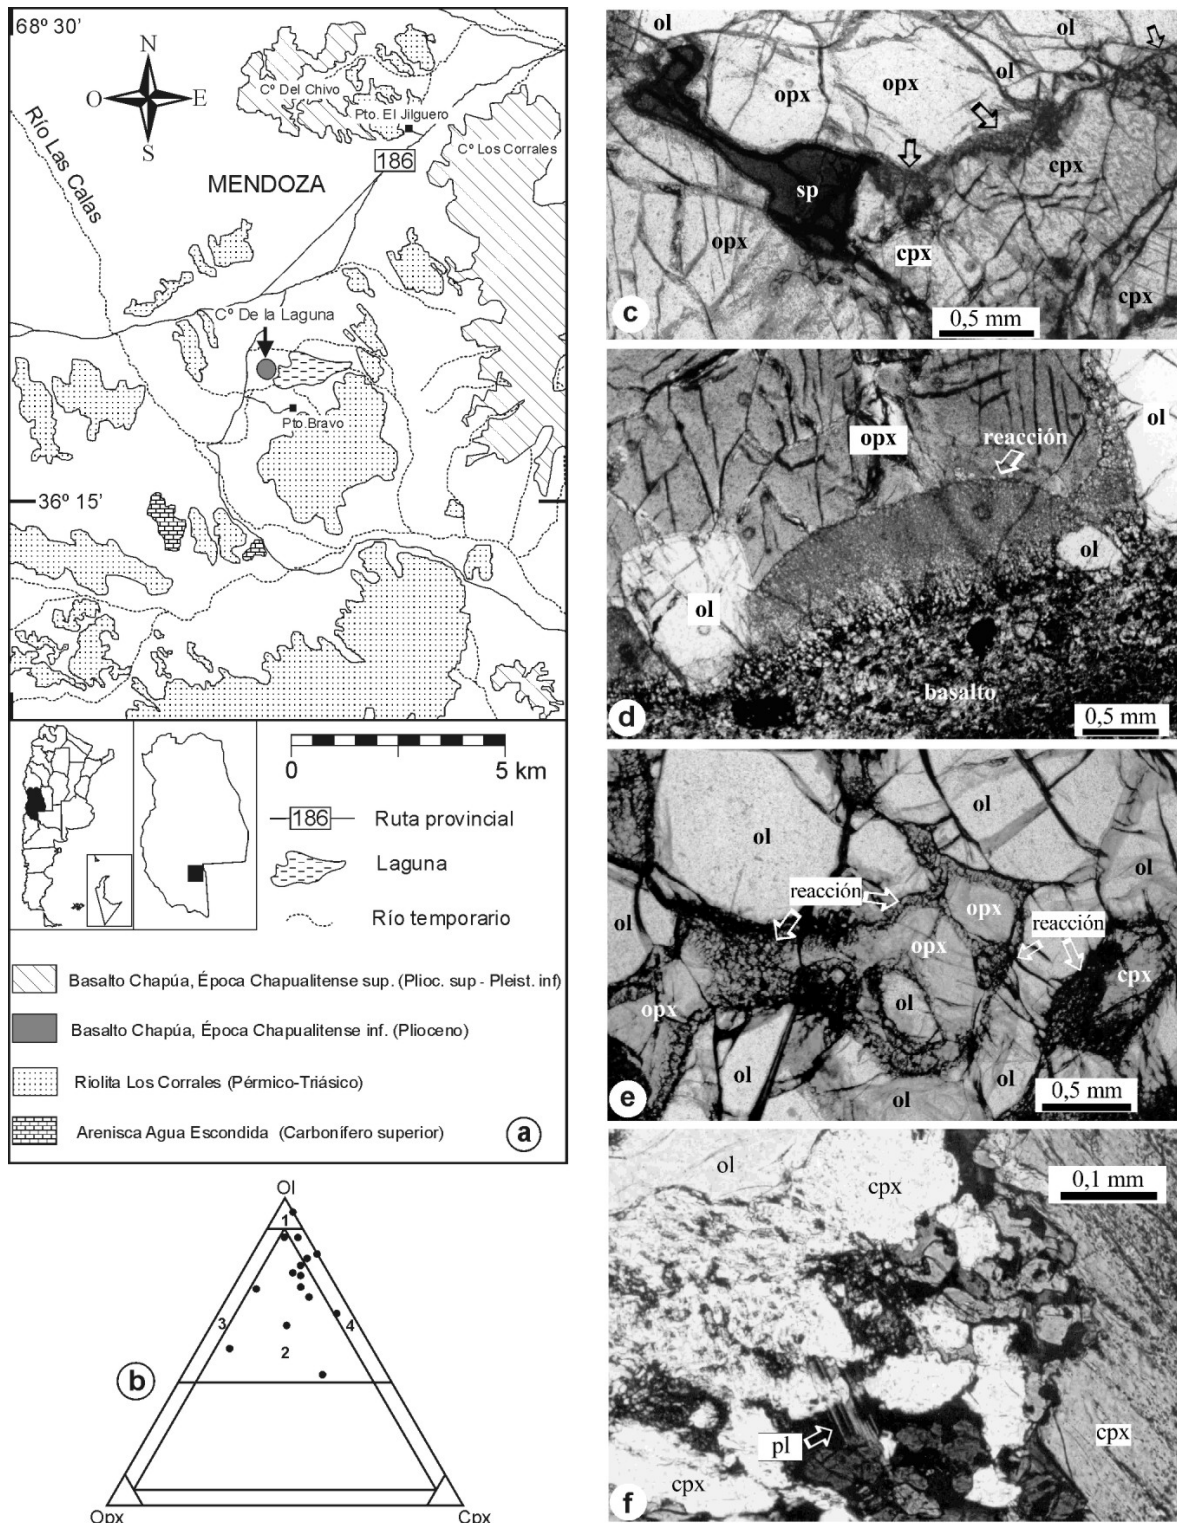 68º 30'
N
O
E
S
Río Las Calas
Cº Del Chivo
Pto. El Jilguero
Cº Los Corrales
186
MENDOZA
Cº De la Laguna
Pto. Bravo
36º 15'
0
5 km
186
Ruta provincial
Laguna
Río temporario
Basalto Chapúa, Época Chapualitense sup. (Plioc. sup - Pleist. inf)
Basalto Chapúa, Época Chapualitense inf. (Plioceno)
Riolita Los Corrales (Pérmico-Triásico)
Arenisca Agua Escondida (Carbonífero superior)
a
Ol
1
3
4
2
b
Opx
Cpx
ol
ol
ol
opx
opx
cpx
sp
opx
cpx
cpx
c
0,5 mm
opx
reacción
ol
ol
ol
basalto
d
0,5 mm
ol
ol
ol
reacción
opx
reacción
ol
opx
cpx
opx
ol
ol
ol
ol
e
0,5 mm
ol
cpx
0,1 mm
pl
cpx
cpx
f